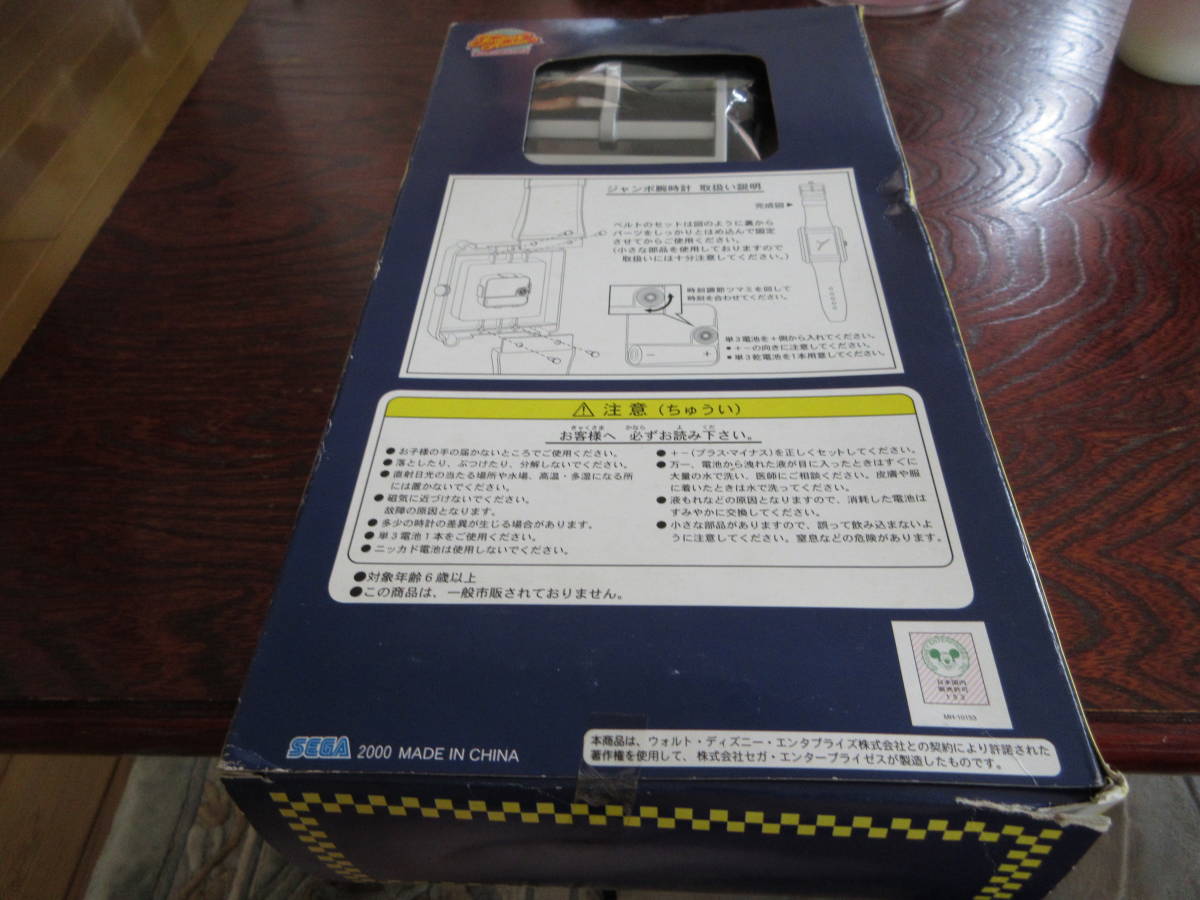 ジャンボ腕時計 取扱い説明
完成図▶
ベルトのセットは図のように裏から
パーツをしっかりとはめ込んで固定
させてからご使用ください。
(小さな部品を使用しておりますので
取扱いには十分注意してください。)
時刻調節ツマミを回して
時刻を合わせてください。
− +
単3電池を+側から入れてください。
●+−の向きに注意してください。
●単3乾電池を1本用意してください。
⚠ 注意(ちゅうい)
きゃくさま かなら よ くだ
お客様へ 必ずお読み下さい。
●お子様の手の届かないところでご使用ください。
●落としたり、ぶつけたり、分解しないでください。
●直射日光の当たる場所や水場、高温・多湿になる所
には置かないでください。
●磁気に近づけないでください。
故障の原因となります。
●多少の時計の差異が生じる場合があります。
●単3電池1本をご使用ください。
●ニッカド電池は使用しないでください。
●+−(プラス・マイナス)を正しくセットしてください。
●万一、電池から洩れた液が目に入ったときはすぐに
大量の水で洗い、医師にご相談ください。皮膚や服
に着いたときは水で洗ってください。
●液もれなどの原因となりますので、消耗した電池は
すみやかに交換してください。
●小さな部品がありますので、誤って飲み込まないよ
うに注意してください。窒息などの危険があります。
●対象年齢6歳以上
●この商品は、一般市販されておりません。
日本国内
販売許可
152
MH-10153
SEGA 2000 MADE IN CHINA
本商品は、ウォルト・ディズニー・エンタプライズ株式会社との契約により許諾された
著作権を使用して、株式会社セガ・エンタープライゼスが製造したものです。